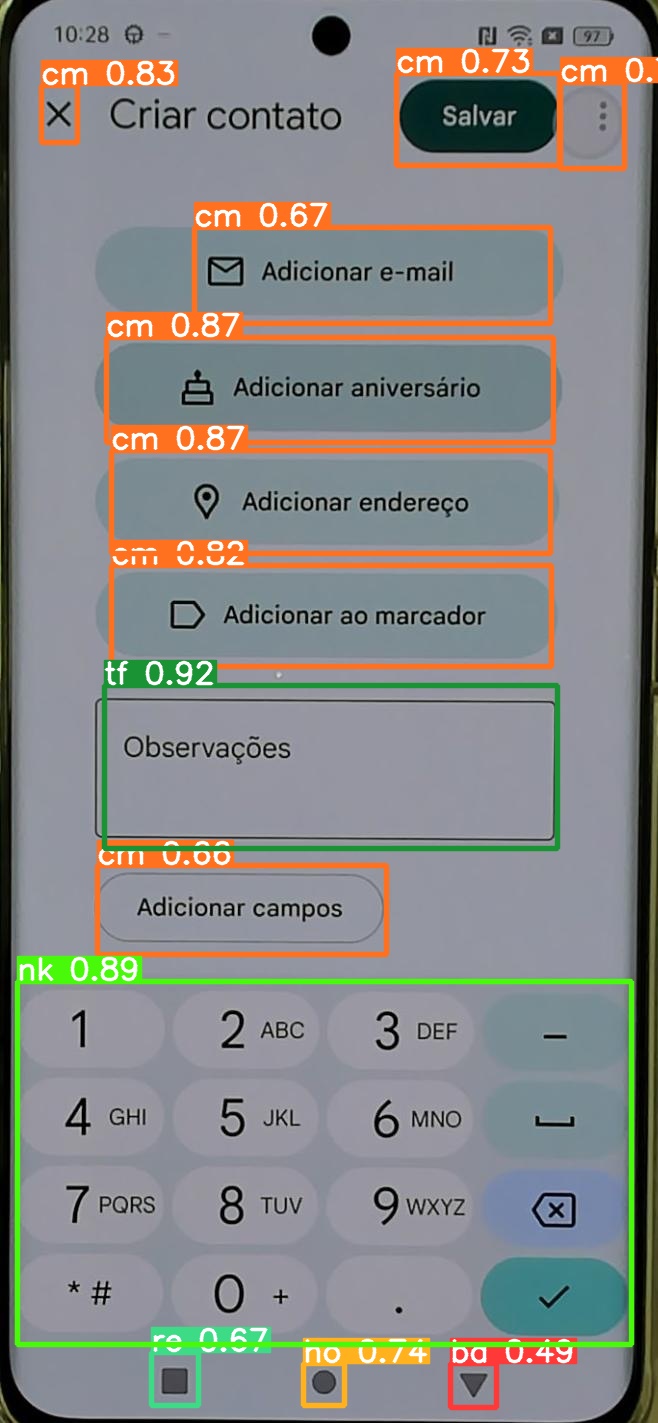 10:28 97
cm 0.83 cm 0.73 cm
Criar contato Salvar
cm 0.67
Adicionar e-mail
cm 0.87
Adicionar aniversário
cm 0.87
Adicionar endereço
cm 0.82
Adicionar ao marcador
tf 0.92
Observações
cm 0.66
Adicionar campos
nk 0.89
1 2 ABC 3 DEF –
4 GHI 5 JKL 6 MNO
7 PQRS 8 TUV 9 WXYZ
* # 0 + .
re 0.67 ho 0.74 bd 0.49